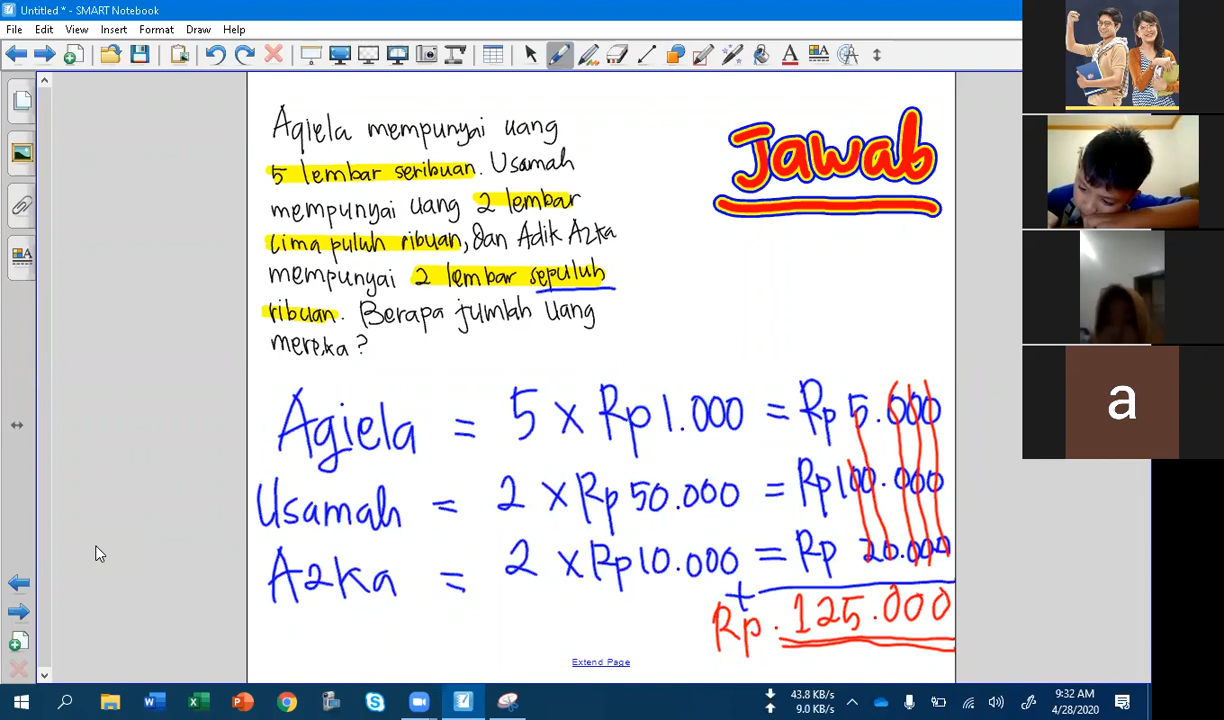 Untitled * - SMART Notebook
File Edit View Insert Format Draw Help
Aqiela mempunyai uang
5 lembar seribuan. Usamah
mempunyai uang 2 lembar
lima puluh ribuan, dan Adik Azka
mempunyai 2 lembar sepuluh
ribuan. Berapa jumlah uang
mereka?
Jawab
Agiela = 5 x Rp 1.000 = Rp 5.000
Usamah = 2 x Rp 50.000 = Rp 100.000
Azka = 2 x Rp 10.000 = Rp 20.000
+
Rp. 125.000
Extend Page
a
43.8 KB/s
9.0 KB/s
9:32 AM
4/28/2020